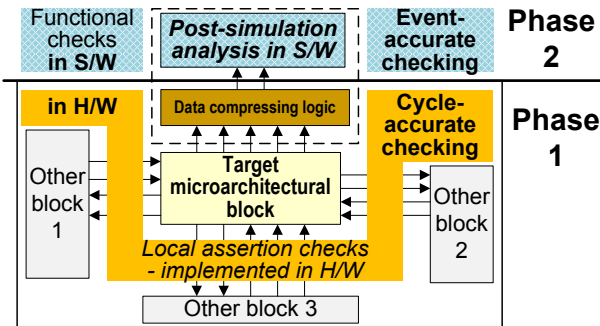 Functional
checks
in S/W
Post-simulation
analysis in S/W
Event-
accurate
checking
Phase
2
in H/W
Data compressing logic
Cycle-
accurate
checking
Phase
1
Other
block
1
Target
microarchitectural
block
Other
block
2
Local assertion checks
- implemented in H/W
Other block 3